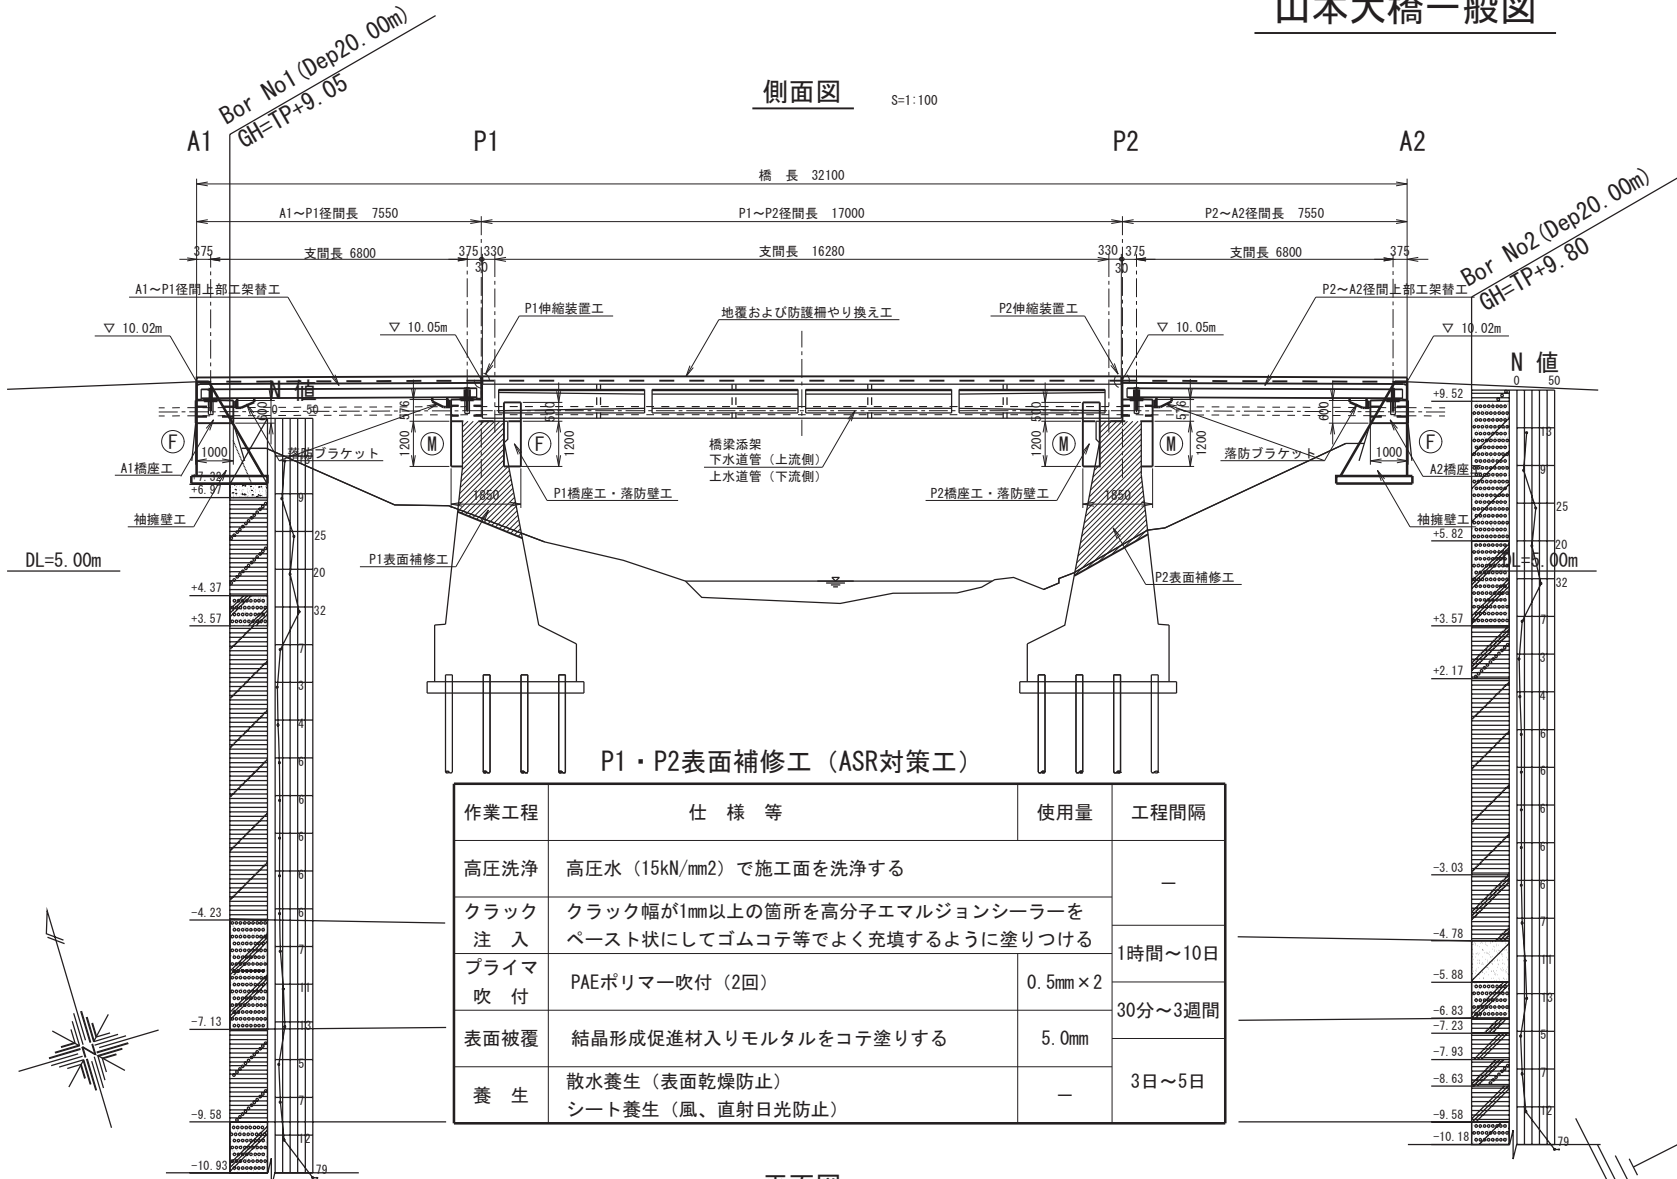 山本大橋一般図
側面図 S=1:100
Bor No1(Dep20.00m)
GH=TP+9.05
A1 P1 P2 A2
Bor No2(Dep20.00m)
GH=TP+9.80
橋 長 32100
A1～P1径間長 7550 P1～P2径間長 17000 P2～A2径間長 7550
375 支間長 6800 375 330 支間長 16280 330 375 支間長 6800 375
30 30
A1～P1径間上部工架替工 P1伸縮装置工 地覆および防護柵やり換え工 P2伸縮装置工 P2～A2径間上部工架替工
▽ 10.02m ▽ 10.05m ▽ 10.05m ▽ 10.02m
N 値 N 値
0 50 0 50
600 576 510 510 576 600
1200 1200 1200 1200
F M F M M F
1000 1000
A1橋座工 落防ブラケット 落防ブラケット
橋梁添架
下水道管（上流側）
上水道管（下流側）
1850 P1橋座工・落防壁工 P2橋座工・落防壁工 1850
袖擁壁工 袖擁壁工
P1表面補修工 P2表面補修工
DL=5.00m
+6.97
+4.37
+3.57
-4.23
-7.13
-9.58
-10.93
9
25
20
32
7
3
4
6
6
6
6
6
7
11
13
5
7
12
79
+9.52
+5.82
+3.57
+2.17
-3.03
-4.78
-5.88
-6.83
-7.23
-7.93
-8.63
-9.58
-10.18
13
9
25
20
32
7
3
4
6
6
6
6
7
11
13
5
7
12
79
P1・P2表面補修工（ASR対策工）
作業工程 仕 様 等 使用量 工程間隔
高圧洗浄 高圧水（15kN/mm2）で施工面を洗浄する －
クラック 注 入 クラック幅が1mm以上の箇所を高分子エマルジョンシーラーを
ペースト状にしてゴムコテ等でよく充填するように塗りつける
1時間～10日
プライマ 吹 付 PAEポリマー吹付（2回） 0.5mm×2
30分～3週間
表面被覆 結晶形成促進材入りモルタルをコテ塗りする 5.0mm
3日～5日
養 生 散水養生（表面乾燥防止） －
シート養生（風、直射日光防止）